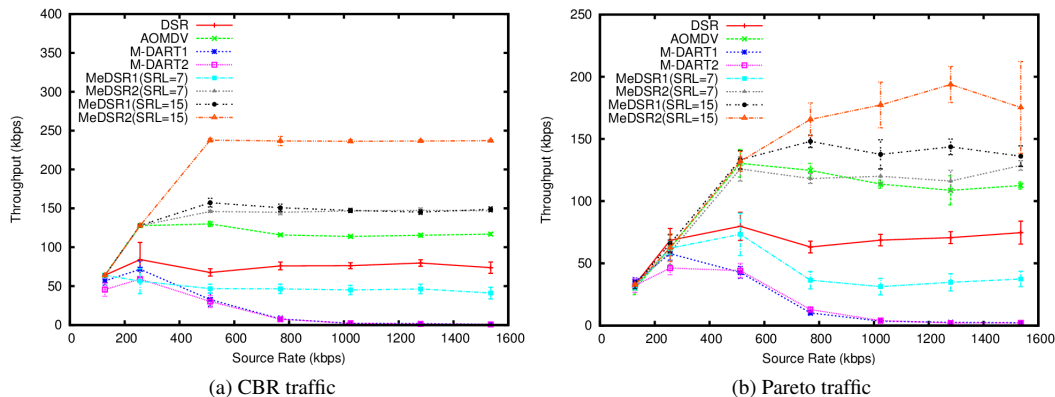 400
350
300
250
200
150
100
50
0
Throughput (kbps)
DSR
AOMDV
M-DART1
M-DART2
MeDSR1(SRL=7)
MeDSR2(SRL=7)
MeDSR1(SRL=15)
MeDSR2(SRL=15)
0 200 400 600 800 1000 1200 1400 1600
Source Rate (kbps)
(a) CBR traffic
250
200
150
100
50
0
Throughput (kbps)
DSR
AOMDV
M-DART1
M-DART2
MeDSR1(SRL=7)
MeDSR2(SRL=7)
MeDSR1(SRL=15)
MeDSR2(SRL=15)
0 200 400 600 800 1000 1200 1400 1600
Source Rate (kbps)
(b) Pareto traffic